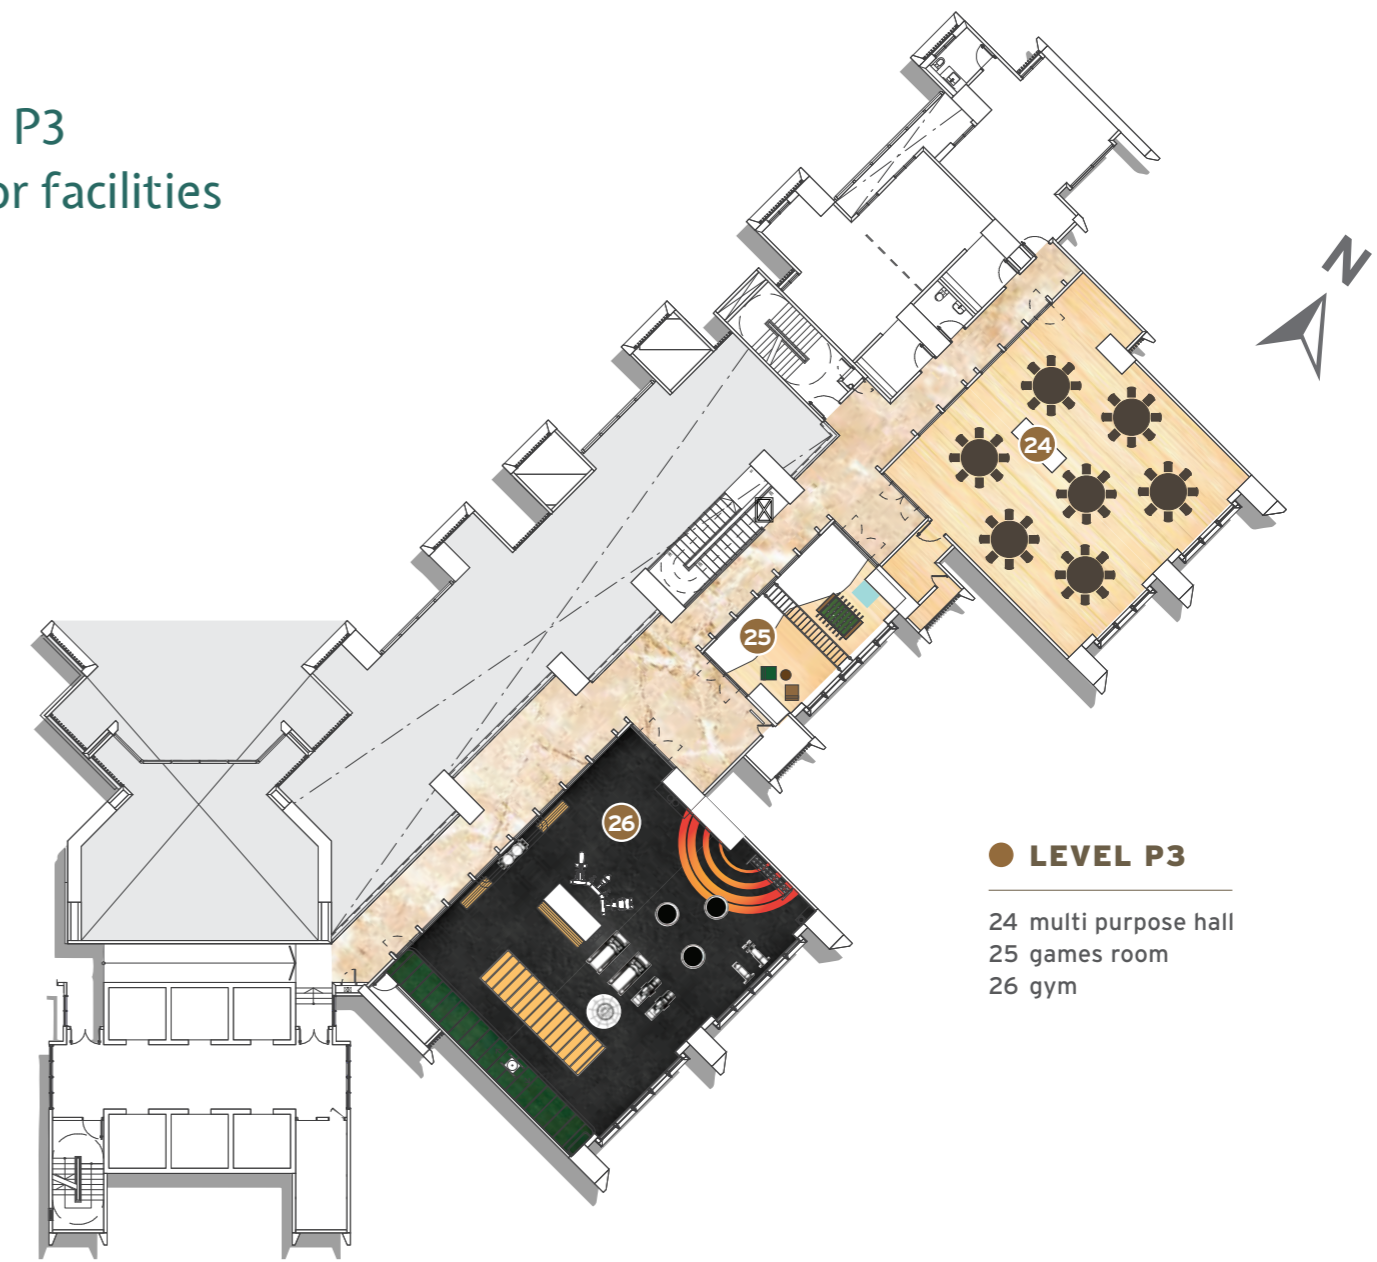 P3
or facilities
N
24
25
26
LEVEL P3
24 multi purpose hall
25 games room
26 gym